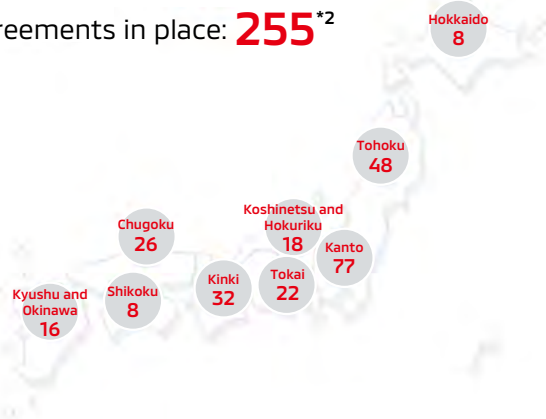 reements in place: 255*2
Hokkaido
8
Tohoku
48
Koshinetsu and
Hokuriku
18
Kanto
77
Chugoku
26
Kinki
32
Tokai
22
Shikoku
8
Kyushu and
Okinawa
16